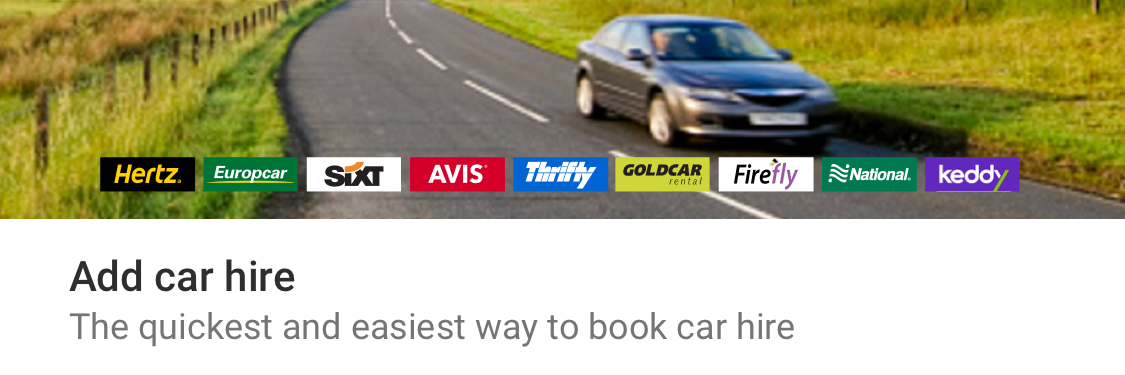 Hertz. Europcar SIXT AVIS Thrifty GOLDCAR rental Firefly National. keddy
Add car hire
The quickest and easiest way to book car hire